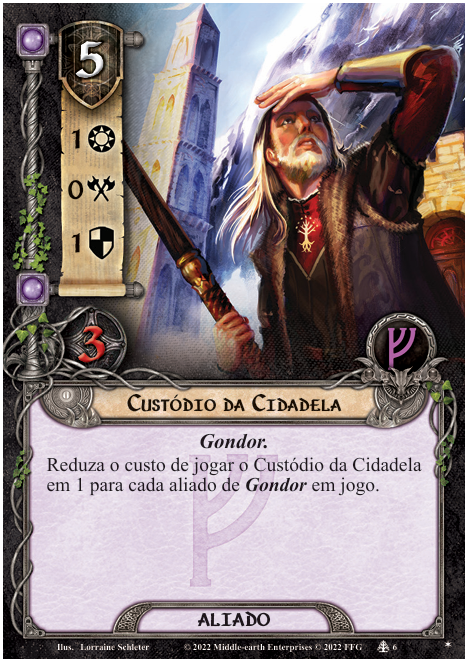 5
1
0
1
3
CUSTÓDIO DA CIDADELA
Gondor.
Reduza o custo de jogar o Custódio da Cidadela
em 1 para cada aliado de Gondor em jogo.
ALIADO
Ilus. Lorraine Schleter © 2022 Middle-earth Enterprises © 2022 FFG 6